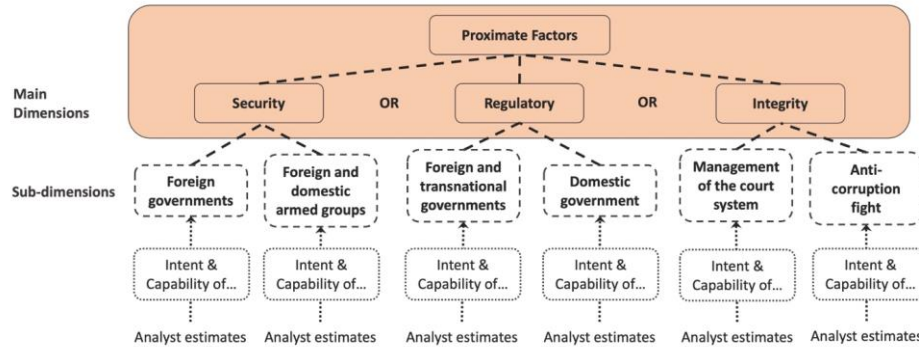 Proximate Factors
Main
Dimensions
Security
OR
Regulatory
OR
Integrity
Sub-dimensions
Foreign
governments
Foreign and
domestic
armed groups
Foreign and
transnational
governments
Domestic
government
Management
of the court
system
Anti-
corruption
fight
Intent &
Capability of...
Intent &
Capability of...
Intent &
Capability of...
Intent &
Capability of...
Intent &
Capability of...
Intent &
Capability of...
Analyst estimates
Analyst estimates
Analyst estimates
Analyst estimates
Analyst estimates
Analyst estimates